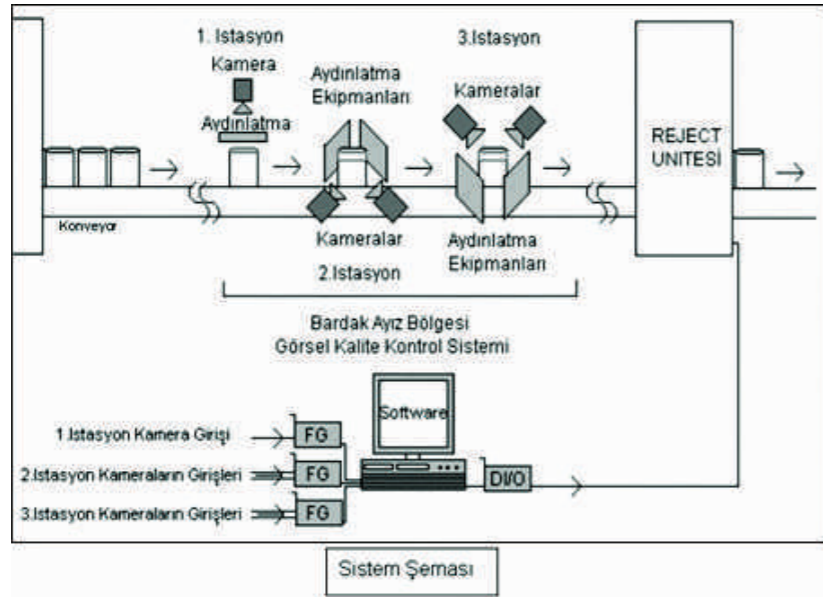 1. Istasyon
Kamera
Aydınlatma
Aydınlatma
Ekipmanları
3.Istasyon
Kameralar
REJECT
UNITESİ
Konveyor
Kameralar
2.Istasyon
Aydınlatma
Ekipmanları
Bardak Ayız Bölgesi
Görsel Kalite Kontrol Sistemi
Software
1.Istasyon Kamera Girişi
FG
2.Istasyon Kameraların Girişleri
FG
DI/O
3.Istasyon Kameraların Girişleri
FG
Sistem Şeması